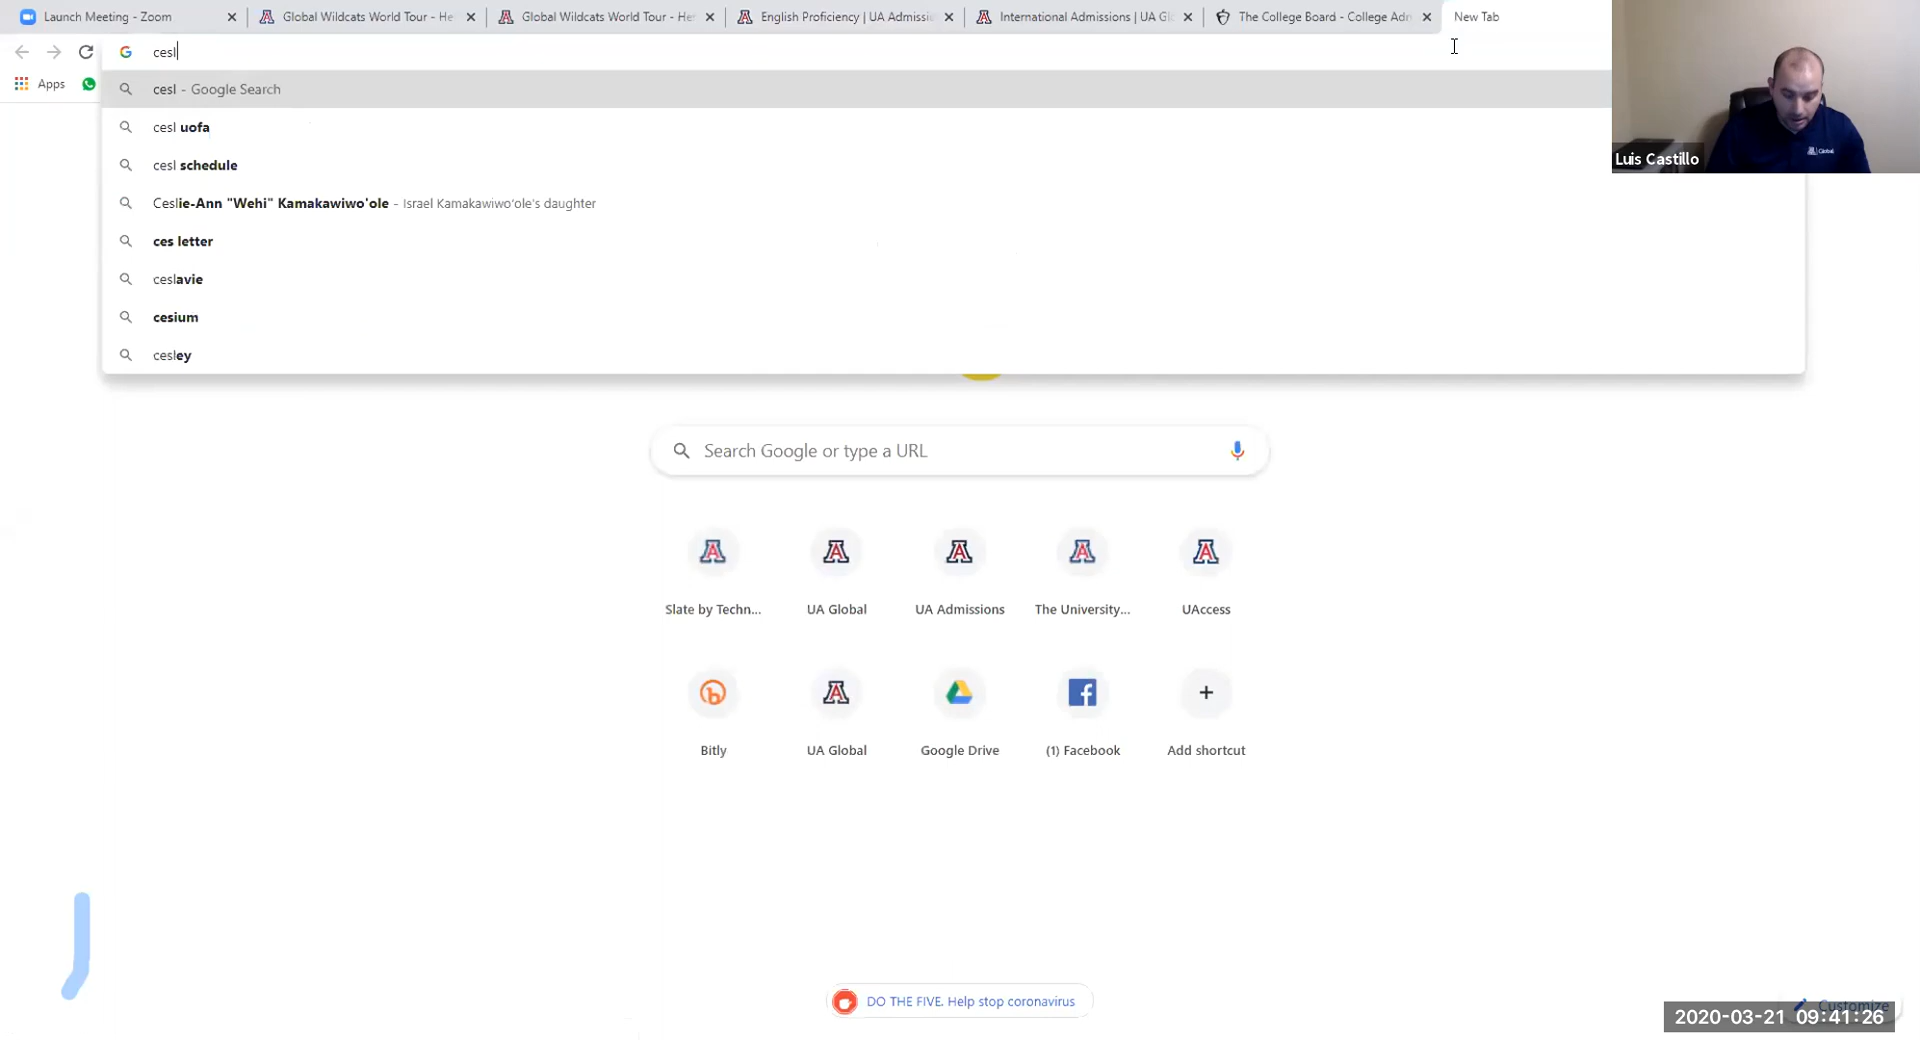 Launch Meeting - Zoom
Global Wildcats World Tour - He
Global Wildcats World Tour - He
English Proficiency | UA Admissi
International Admissions | UA Gl
The College Board - College Adm
New Tab
cesl
Apps
cesl - Google Search
cesl uofa
cesl schedule
Ceslie-Ann "Wehi" Kamakawiwo'ole - Israel Kamakawiwo'ole's daughter
ces letter
ceslavie
cesium
cesley
Luis Castillo
Global
Search Google or type a URL
Slate by Techn...
UA Global
UA Admissions
The University...
UAccess
Bitly
UA Global
Google Drive
(1) Facebook
Add shortcut
DO THE FIVE. Help stop coronavirus
Customize
2020-03-21 09:41:26